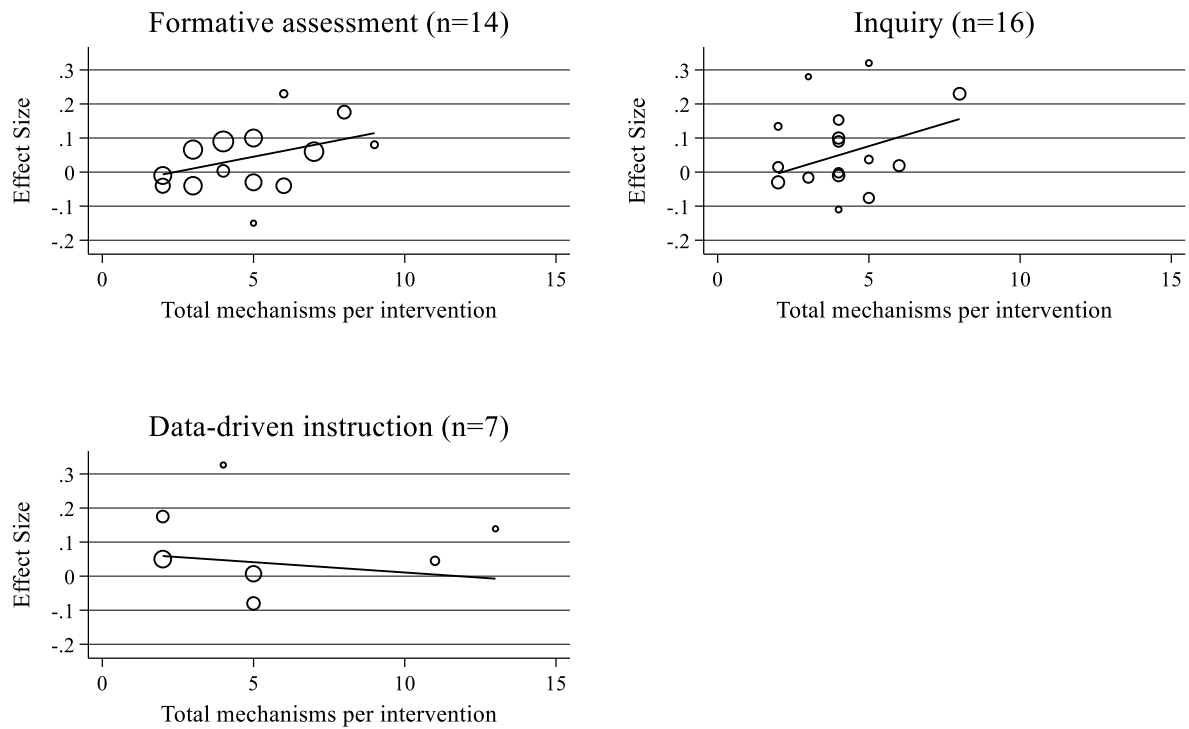 Formative assessment (n=14)
Effect Size
.3
.2
.1
0
-.1
-.2
0 5 10 15
Total mechanisms per intervention
Inquiry (n=16)
Effect Size
.3
.2
.1
0
-.1
-.2
0 5 10 15
Total mechanisms per intervention
Data-driven instruction (n=7)
Effect Size
.3
.2
.1
0
-.1
-.2
0 5 10 15
Total mechanisms per intervention